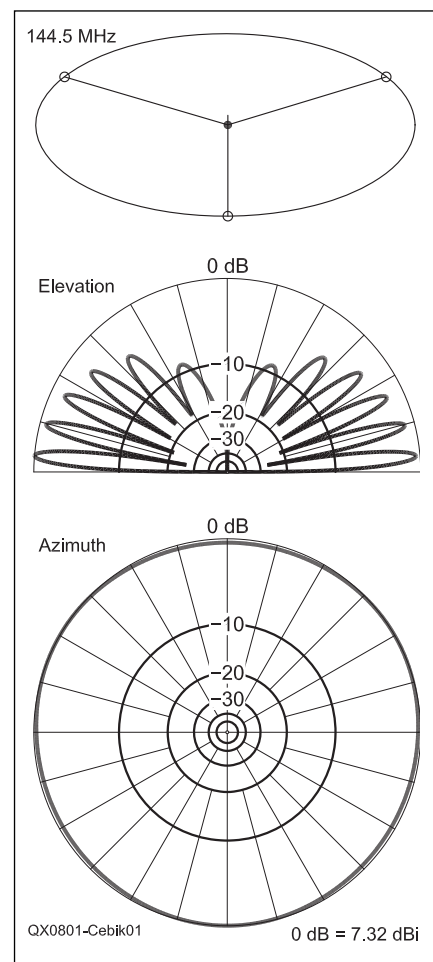 144.5 MHz
0 dB
Elevation
−10
−20
−30
0 dB
Azimuth
−10
−20
−30
QX0801-Cebik01
0 dB = 7.32 dBi